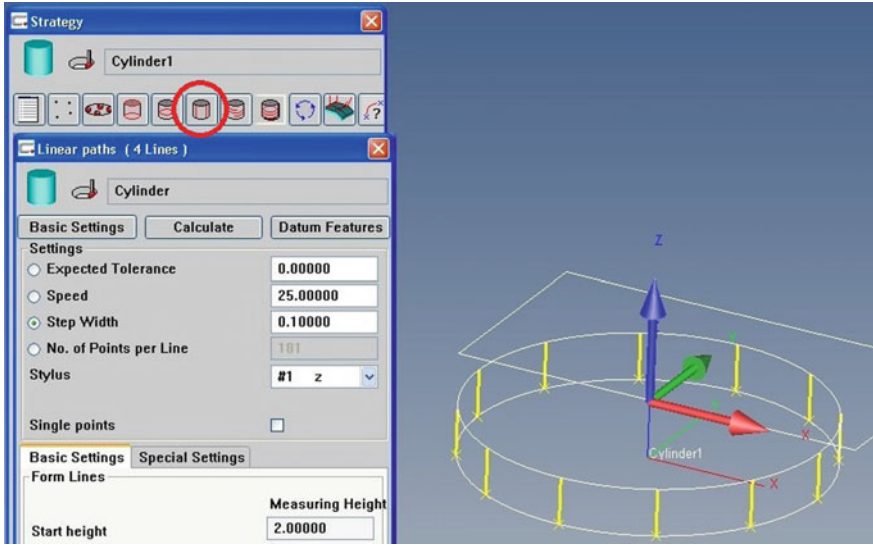 Strategy
Cylinder1
Linear paths ( 4 Lines )
Cylinder
Basic Settings Calculate Datum Features
Settings
Expected Tolerance 0.00000
Speed 25.00000
Step Width 0.10000
No. of Points per Line 181
Stylus #1 z
Single points
Basic Settings Special Settings
Form Lines
Measuring Height
Start height 2.00000
Z
X
Cylinder1
X